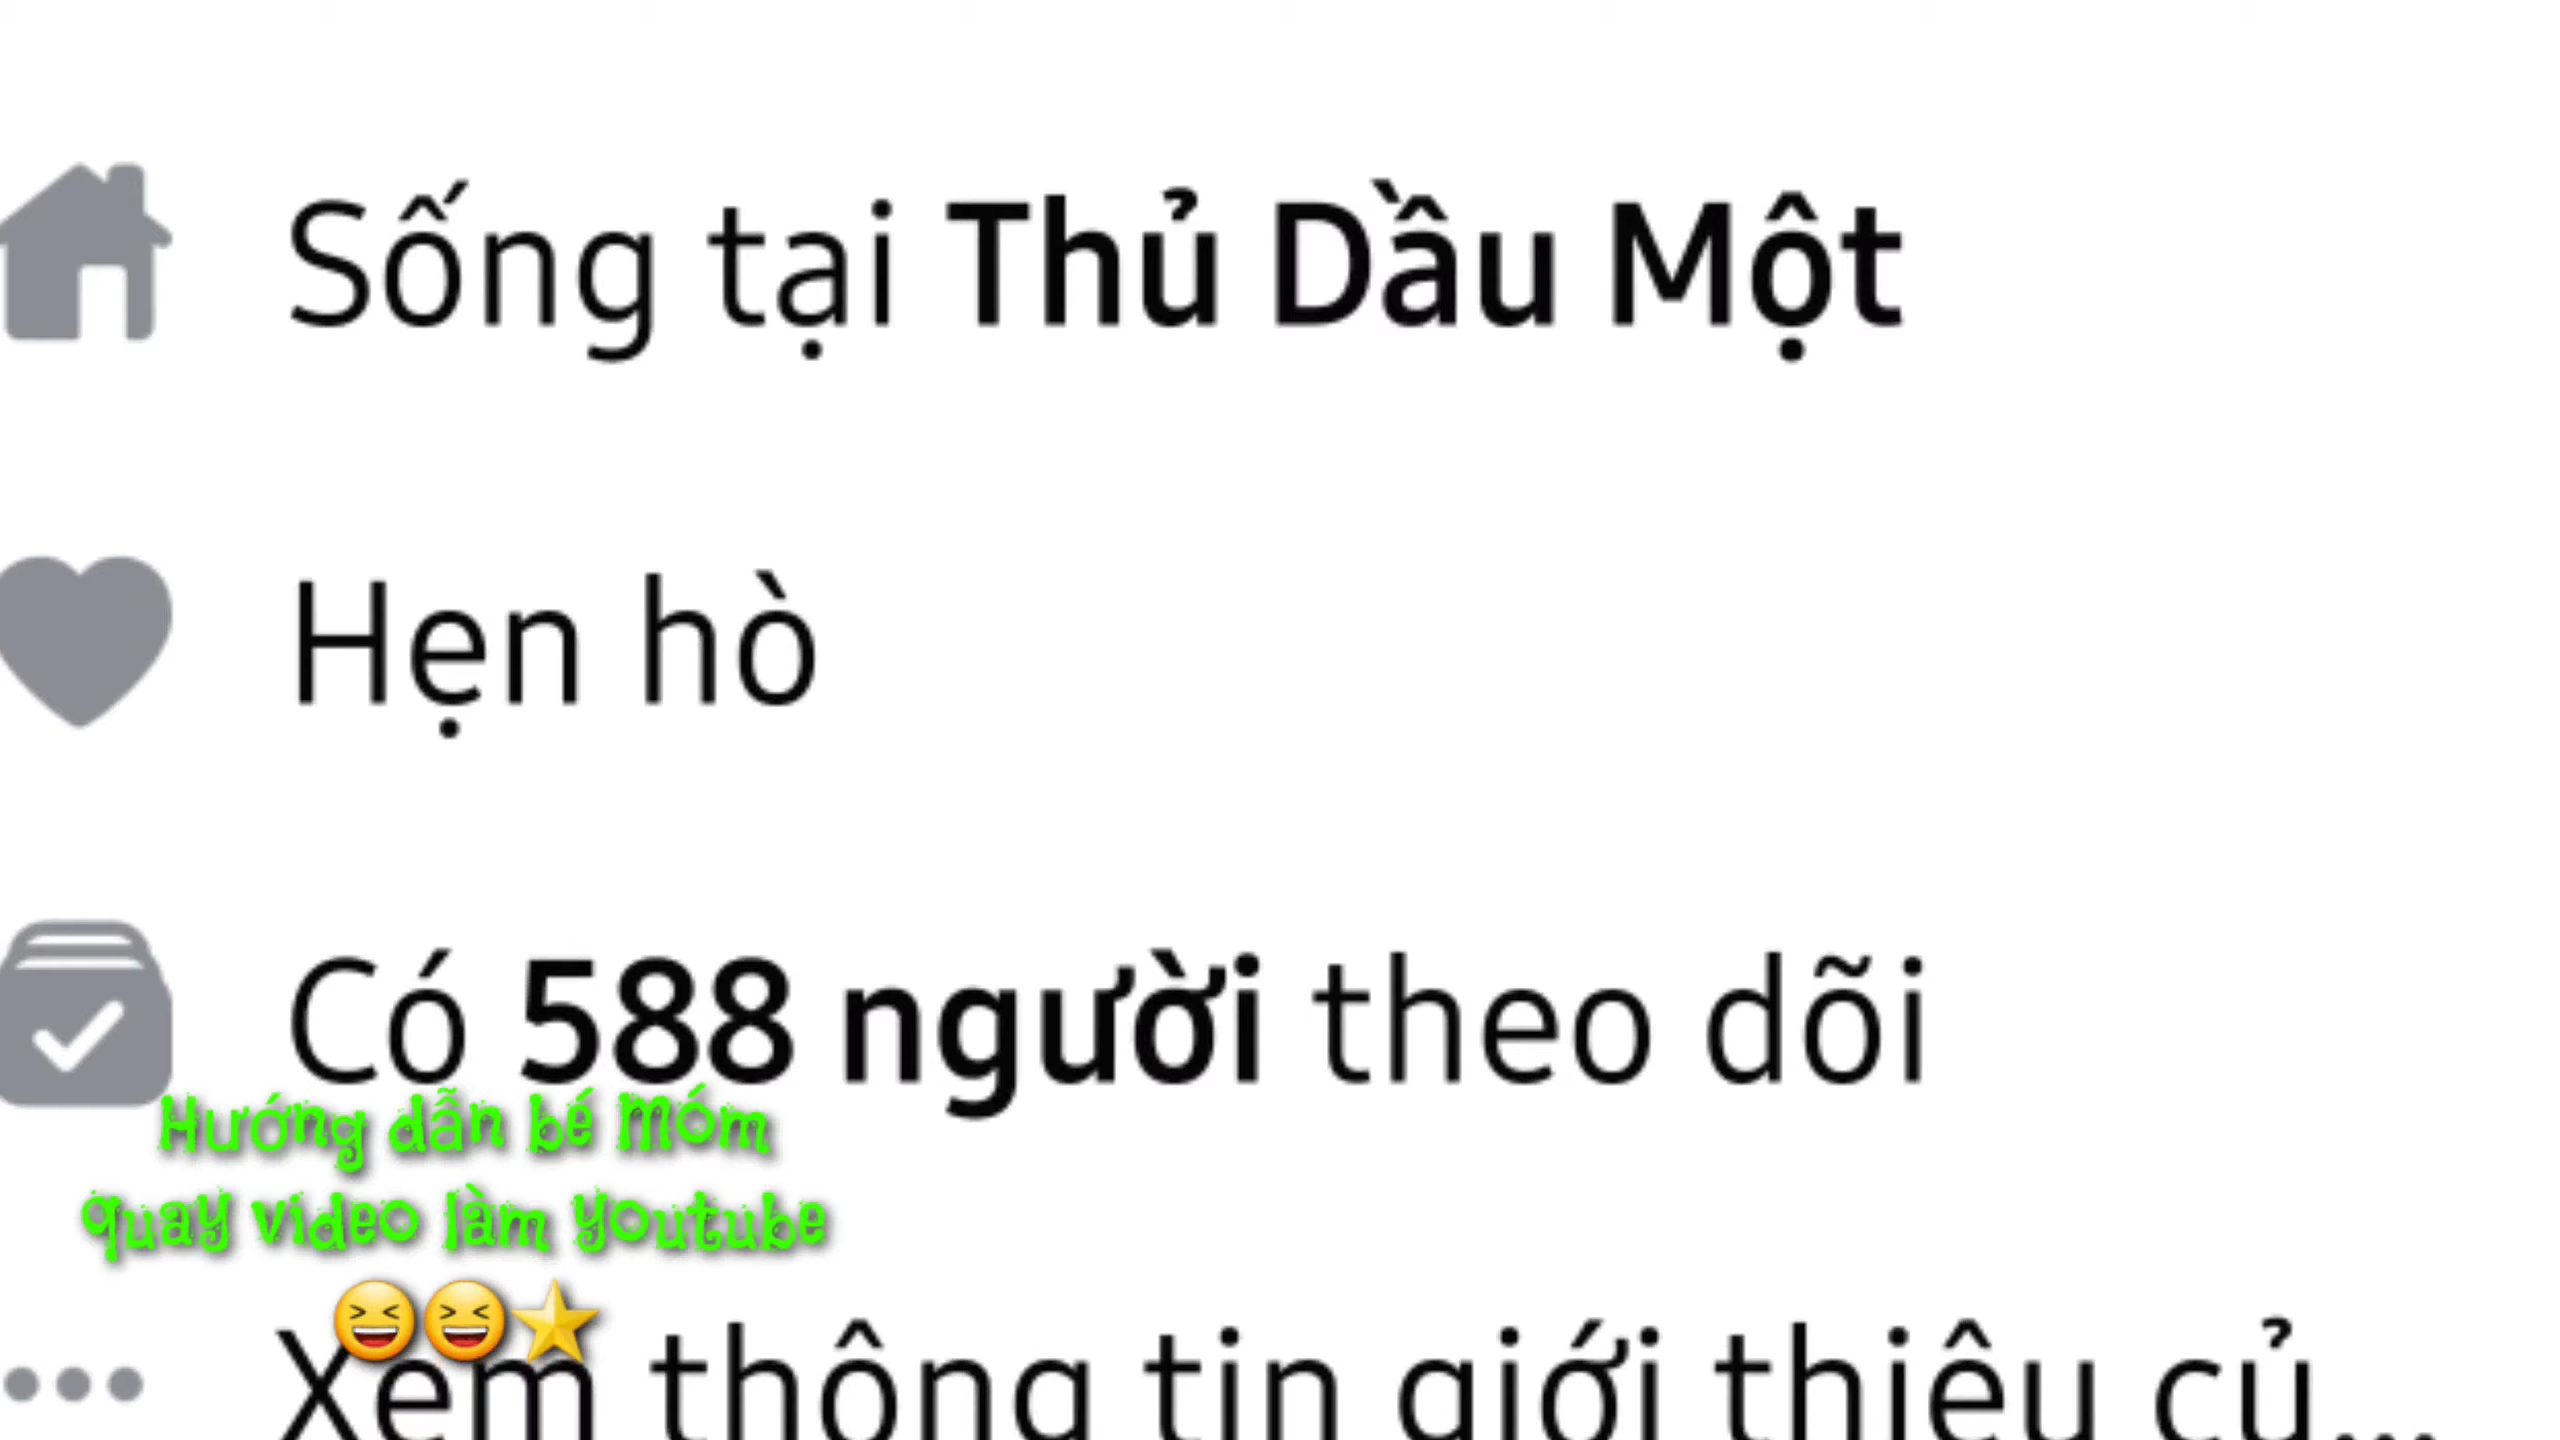 Sống tại Thủ Dầu Một
Hẹn hò
Có 588 người theo dõi
Hướng dẫn bé Móm
quay video làm youtube
😆😆⭐
Xem thông tin giới thiệu củ...